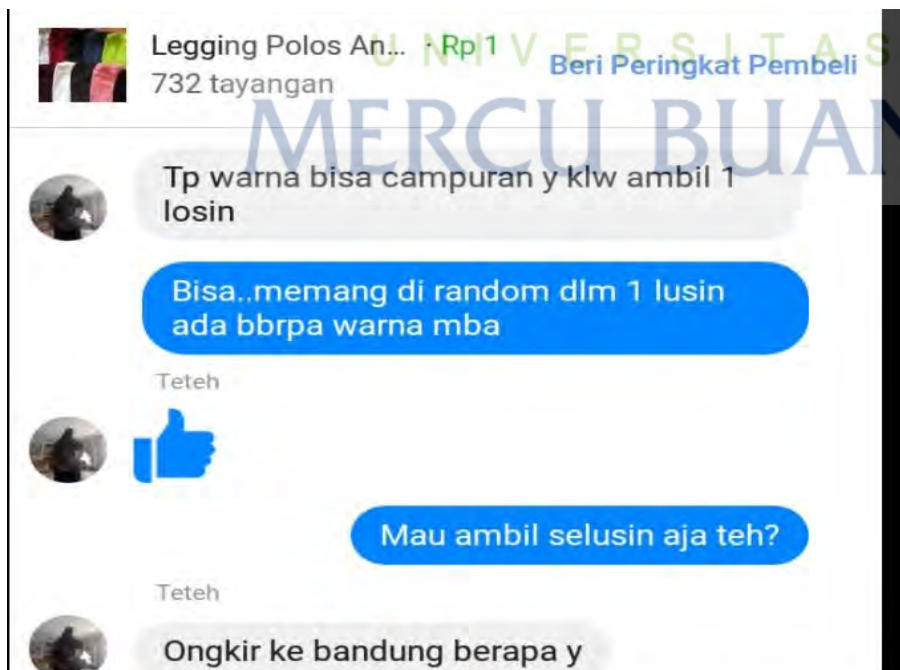 Legging Polos An... · Rp 1
732 tayangan
Beri Peringkat Pembeli
UNIVERSITAS
MERCU BUAN
Tp warna bisa campuran y klw ambil 1
losin
Bisa..memang di random dlm 1 lusin
ada bbrpa warna mba
Teteh
Mau ambil selusin aja teh?
Teteh
Ongkir ke bandung berapa y